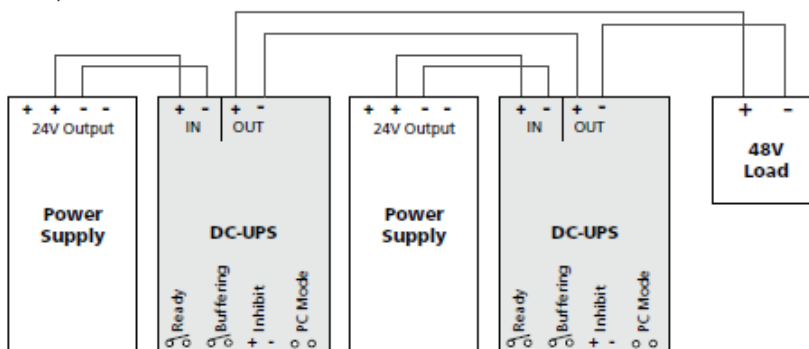 + + - -
24V Output
Power
Supply
+ - + -
IN OUT
DC-UPS
Ready
Buffering
Inhibit
PC Mode
+ -
+ + - -
24V Output
Power
Supply
+ - + -
IN OUT
DC-UPS
Ready
Buffering
Inhibit
PC Mode
+ -
+ -
48V
Load